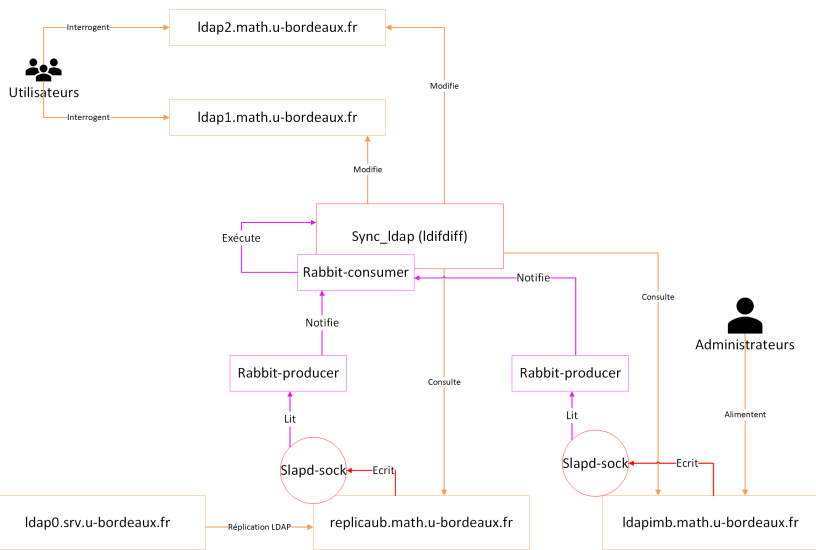 ldap2.math.u-bordeaux.fr
Interrogent
Utilisateurs
Modifie
ldap1.math.u-bordeaux.fr
Interrogent
Modifie
Sync_ldap (ldifdiff)
Exécute
Rabbit-consumer
Notifie
Consulte
Notifie
Administrateurs
Rabbit-producer
Rabbit-producer
Consulte
Lit
Lit
Alimentent
Slapd-sock
Ecrit
Slapd-sock
Ecrit
ldap0.srv.u-bordeaux.fr
Réplication LDAP
replicaub.math.u-bordeaux.fr
ldapimb.math.u-bordeaux.fr